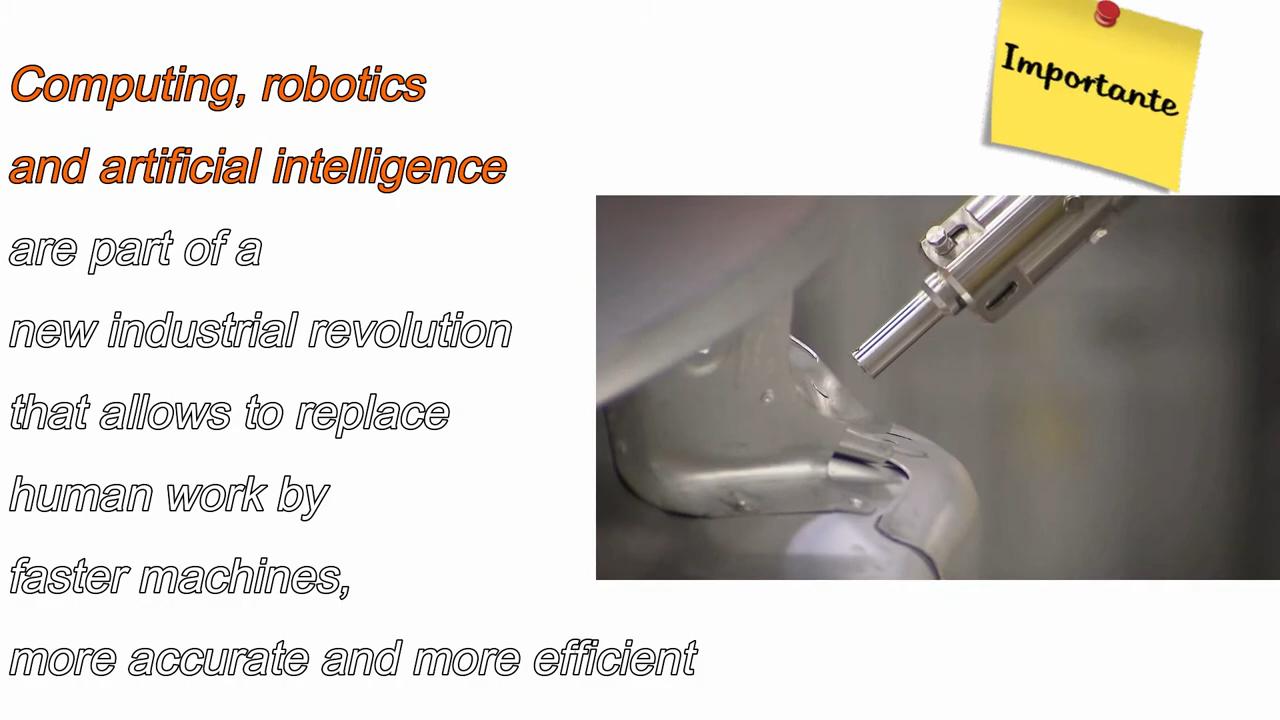 Computing, robotics
and artificial intelligence
are part of a
new industrial revolution
that allows to replace
human work by
faster machines,
more accurate and more efficient
Importante